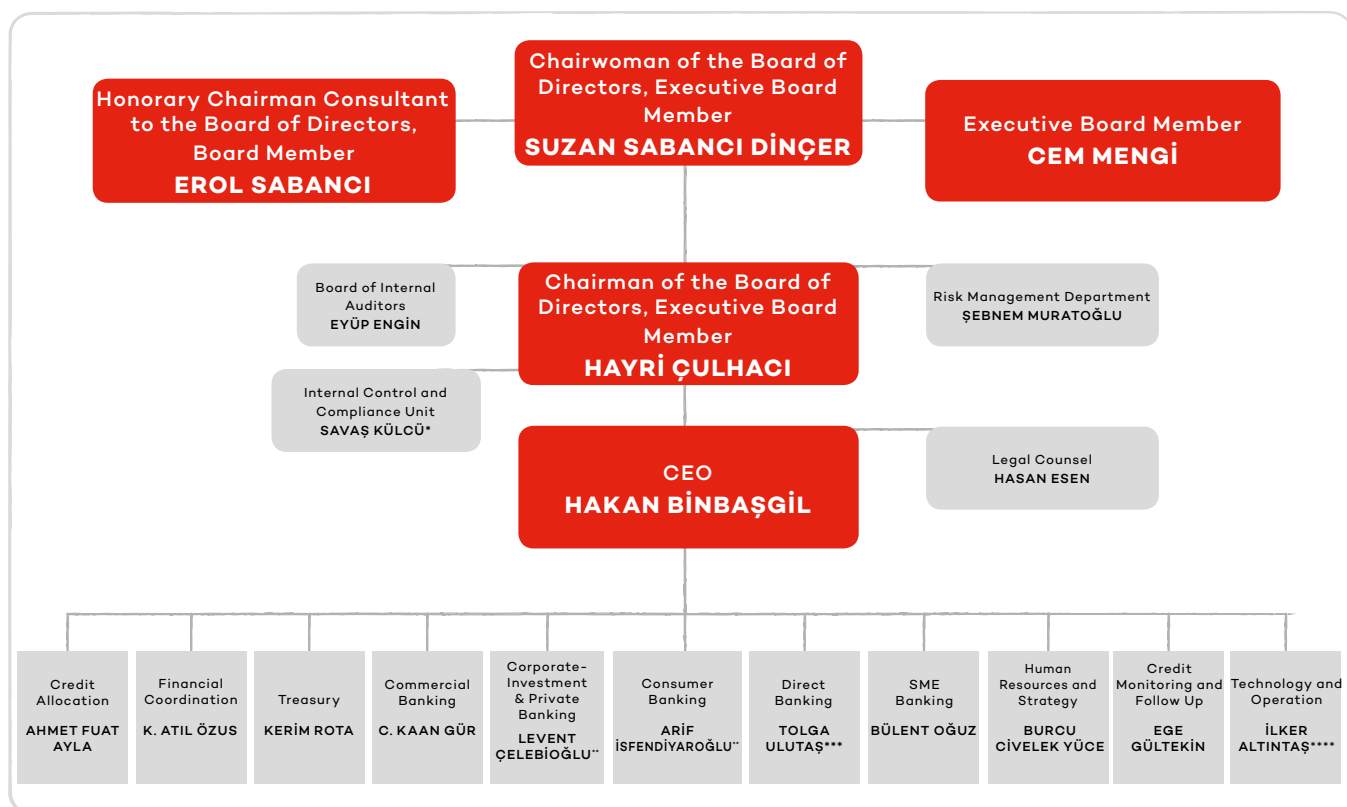 Chairwoman of the Board of
Directors, Executive Board
Member
SUZAN SABANCI DİNÇER
Honorary Chairman Consultant
to the Board of Directors,
Board Member
EROL SABANCI
Executive Board Member
CEM MENGİ
Board of Internal
Auditors
EYÜP ENGİN
Chairman of the Board of
Directors, Executive Board
Member
HAYRİ ÇULHACI
Risk Management Department
ŞEBNEM MURATOĞLU
Internal Control and
Compliance Unit
SAVAŞ KÜLCÜ*
CEO
HAKAN BİNBAŞGİL
Legal Counsel
HASAN ESEN
Credit
Allocation
AHMET FUAT
AYLA
Financial
Coordination
K. ATIL ÖZUS
Treasury
KERİM ROTA
Commercial
Banking
C. KAAN GÜR
Corporate-
Investment
& Private
Banking
LEVENT
ÇELEBİOĞLU**
Consumer
Banking
ARİF
İSFENDİYAROĞLU**
Direct
Banking
TOLGA
ULUTAŞ***
SME
Banking
BÜLENT OĞUZ
Human
Resources and
Strategy
BURCU
CİVELEK YÜCE
Credit
Monitoring and
Follow Up
EGE
GÜLTEKİN
Technology and
Operation
İLKER
ALTINTAŞ****